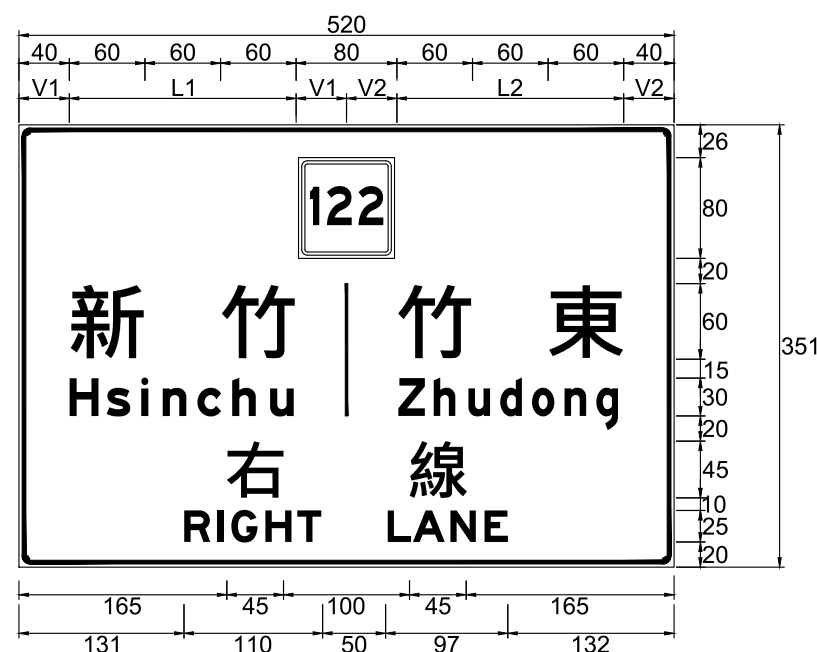 520
40 60 60 60 80 60 60 60 40
V1 L1 V1 V2 L2 V2
26
122
80
20
新 竹 竹 東
60
351
15
Hsinchu Zhudong
30
20
右 線
45
10
RIGHT LANE
25
20
165 45 100 45 165
131 110 50 97 132